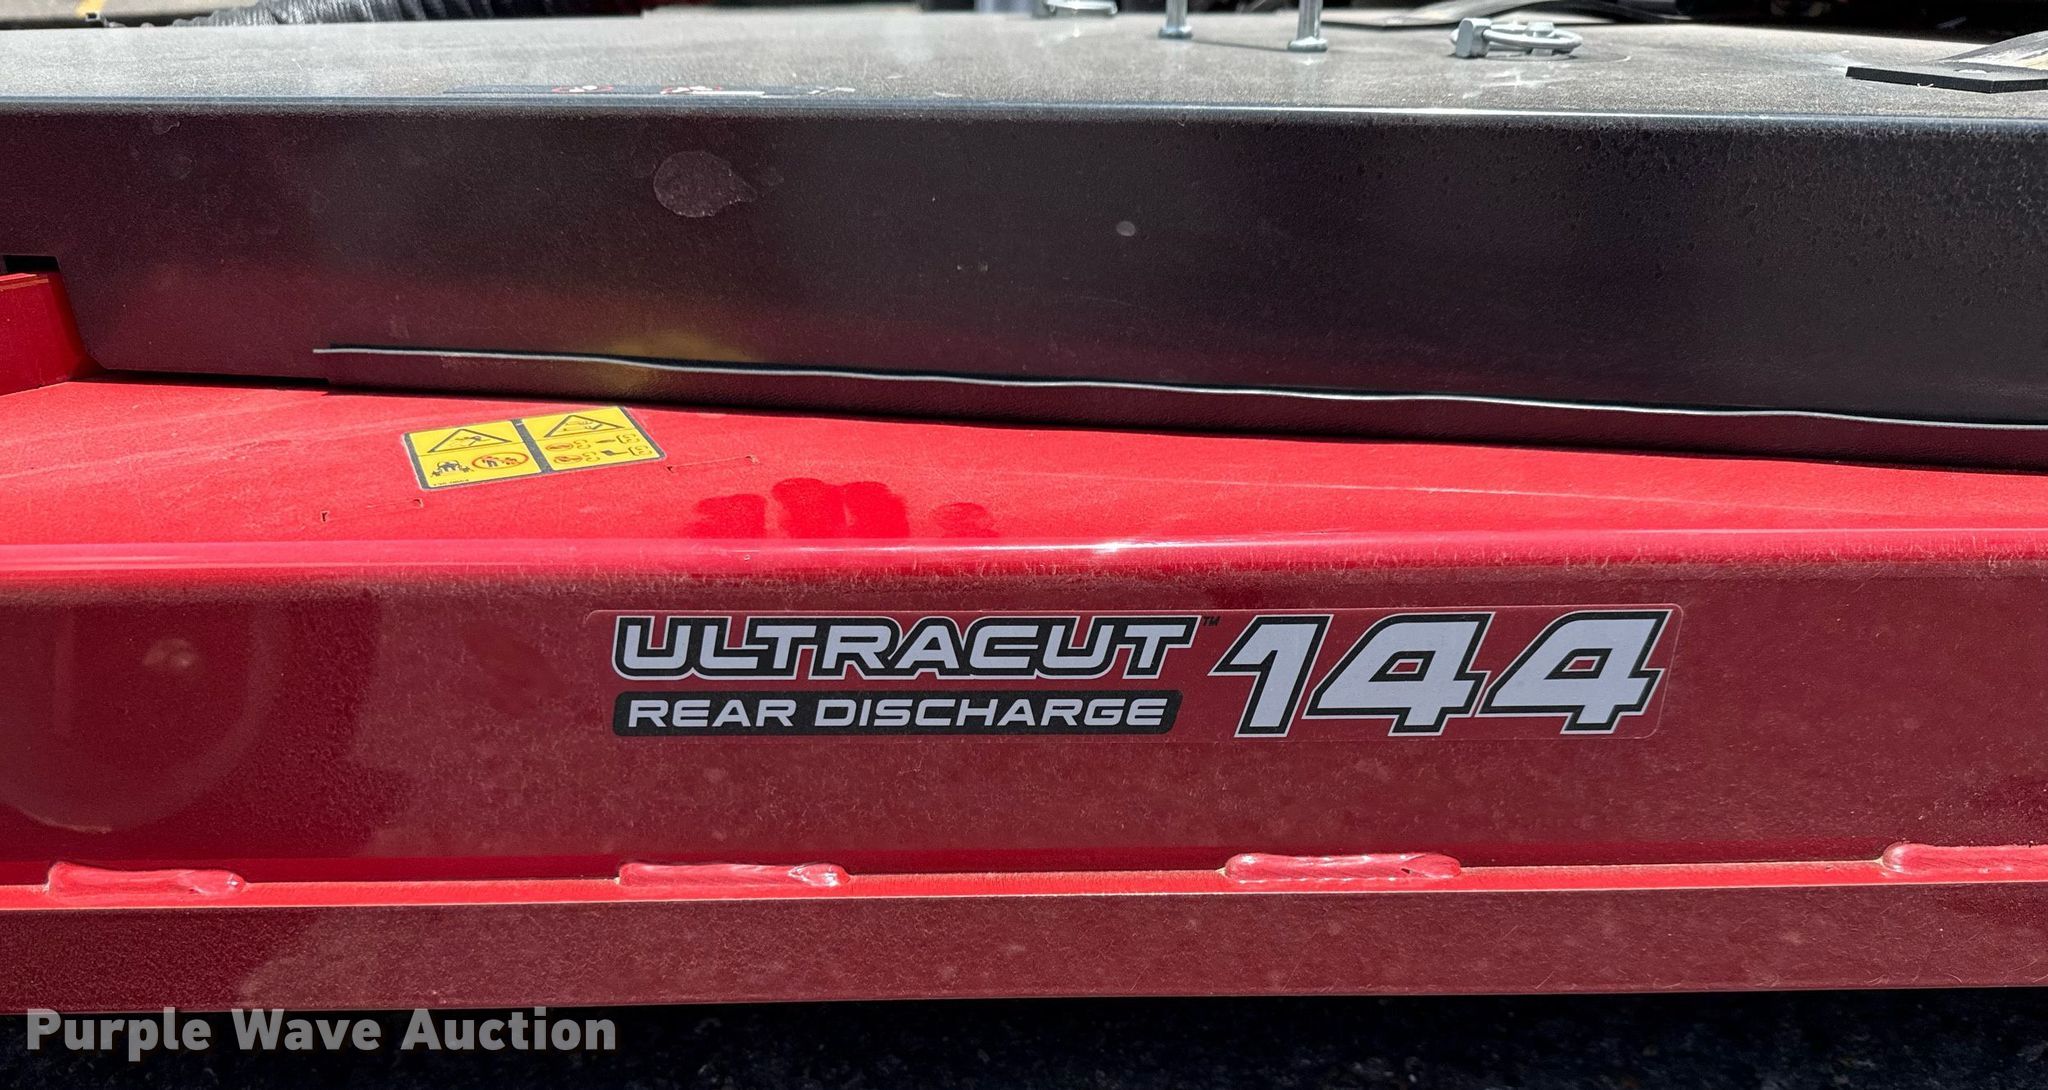 ULTRACUT™ 144
REAR DISCHARGE
Purple Wave Auction